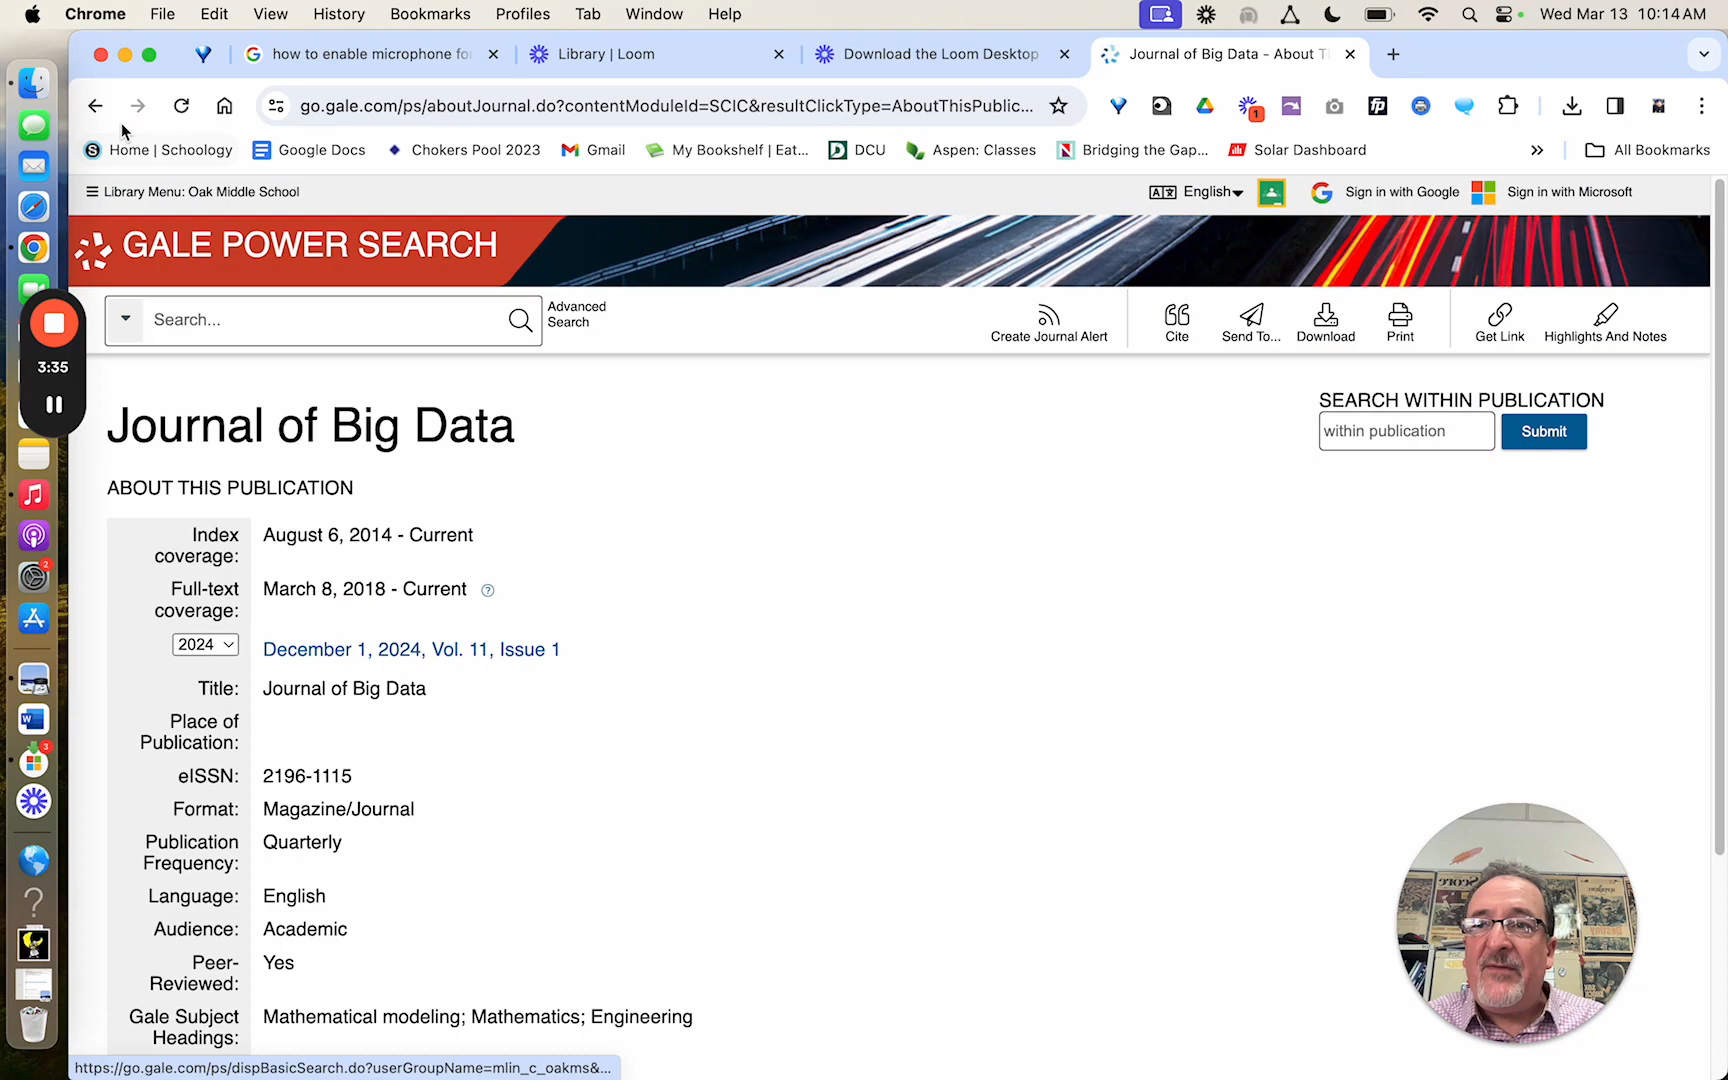 Chrome File Edit View History Bookmarks Profiles Tab Window Help Wed Mar 13 10:14 AM
how to enable microphone for
Library | Loom
Download the Loom Desktop
Journal of Big Data - About T
go.gale.com/ps/aboutJournal.do?contentModuleId=SCIC&resultClickType=AboutThisPublic...
1
Home | Schoology Google Docs Chokers Pool 2023 Gmail My Bookshelf | Eat... DCU Aspen: Classes Bridging the Gap... Solar Dashboard » All Bookmarks
Library Menu: Oak Middle School
English
Sign in with Google
Sign in with Microsoft
GALE POWER SEARCH
Search...
Advanced
Search
Create Journal Alert
Cite
Send To...
Download
Print
Get Link
Highlights And Notes
3:35
Journal of Big Data
SEARCH WITHIN PUBLICATION
within publication
Submit
ABOUT THIS PUBLICATION
Index
coverage:
August 6, 2014 - Current
Full-text
coverage:
March 8, 2018 - Current ?
2024
December 1, 2024, Vol. 11, Issue 1
Title:
Journal of Big Data
Place of
Publication:
eISSN:
2196-1115
Format:
Magazine/Journal
Publication
Frequency:
Quarterly
Language:
English
Audience:
Academic
Peer-
Reviewed:
Yes
Gale Subject
Headings:
Mathematical modeling; Mathematics; Engineering
2
3
https://go.gale.com/ps/dispBasicSearch.do?userGroupName=mlin_c_oakms&...